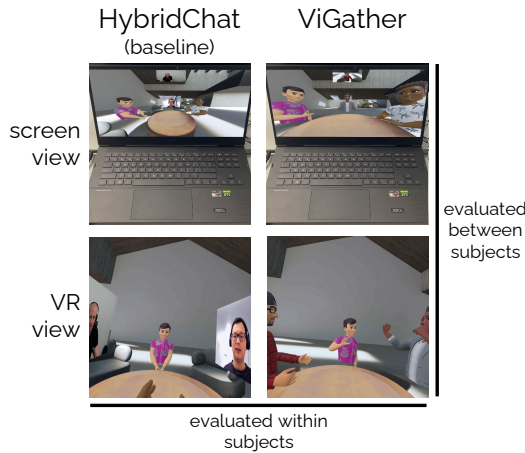 HybridChat
(baseline)
ViGather
screen
view
VR
view
evaluated
between
subjects
evaluated within
subjects